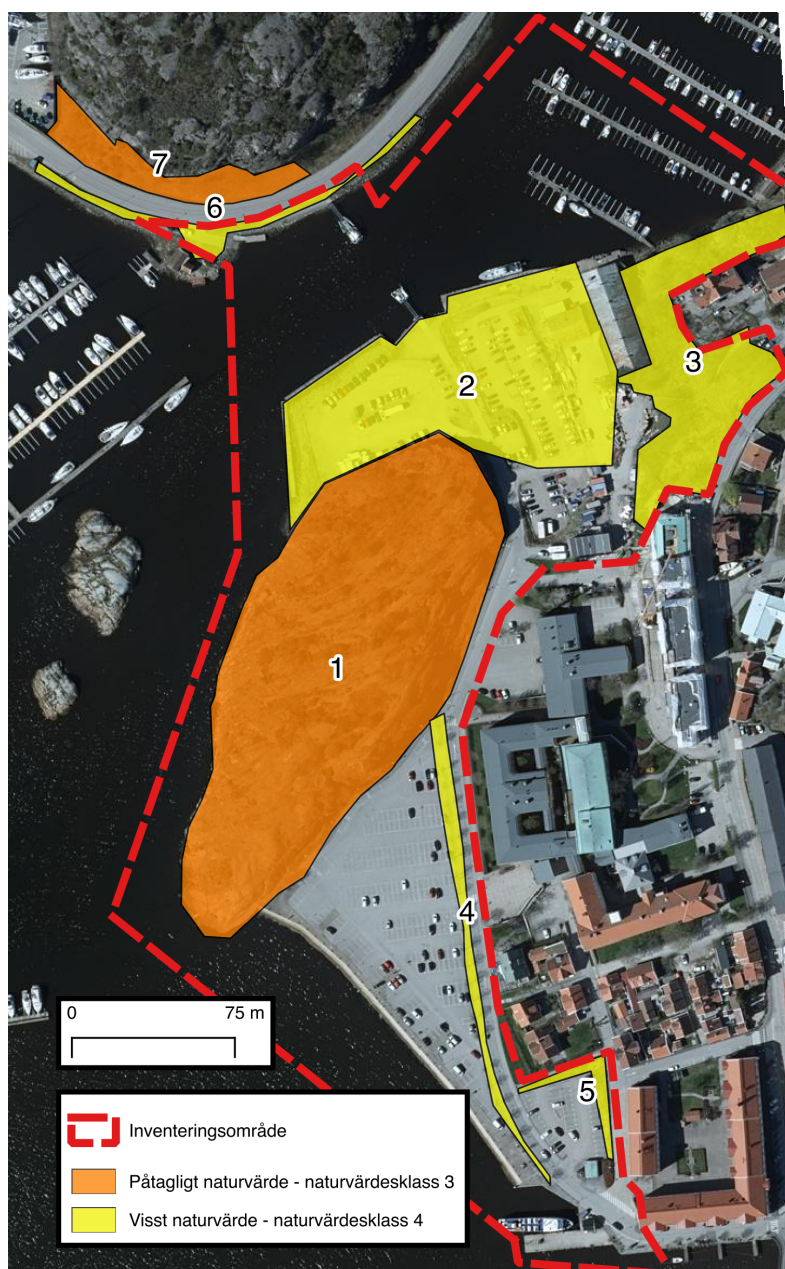 7
6
2
3
1
4
5
0 75 m
Inventeringsområde
Påtagligt naturvärde - naturvärdesklass 3
Visst naturvärde - naturvärdesklass 4